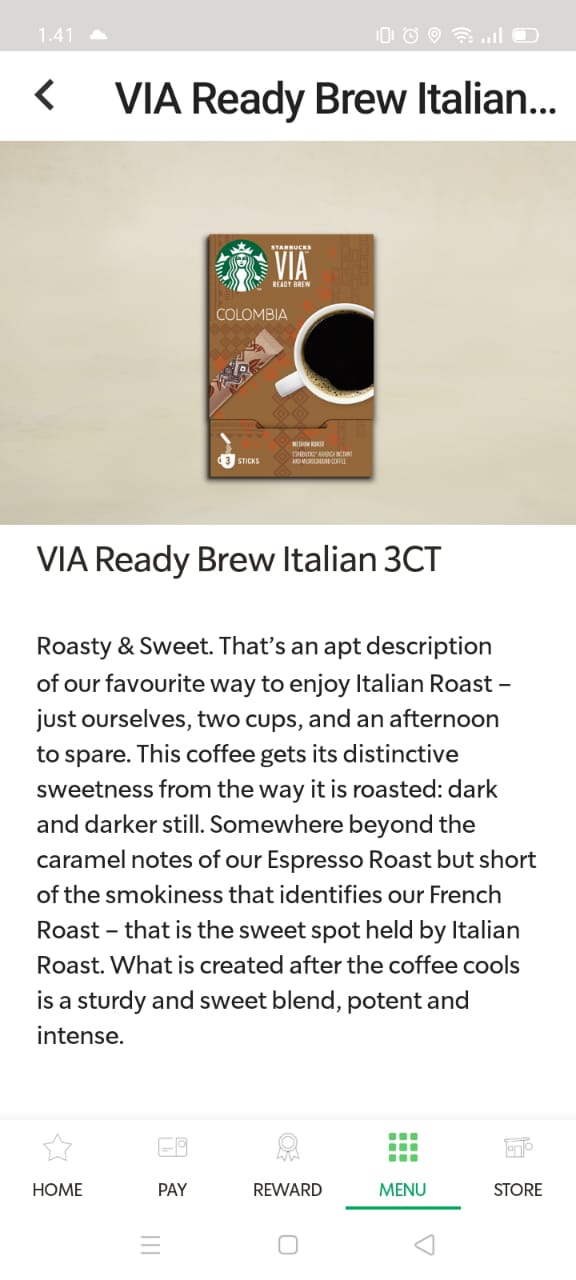 1.41
VIA Ready Brew Italian...
STARBUCKS
VIA
READY BREW
COLOMBIA
3 STICKS
MEDIUM ROAST
STARBUCKS® ARABICA INSTANT
AND MICROGROUND COFFEE
VIA Ready Brew Italian 3CT
Roasty & Sweet. That’s an apt description
of our favourite way to enjoy Italian Roast –
just ourselves, two cups, and an afternoon
to spare. This coffee gets its distinctive
sweetness from the way it is roasted: dark
and darker still. Somewhere beyond the
caramel notes of our Espresso Roast but short
of the smokiness that identifies our French
Roast – that is the sweet spot held by Italian
Roast. What is created after the coffee cools
is a sturdy and sweet blend, potent and
intense.
HOME PAY REWARD MENU STORE